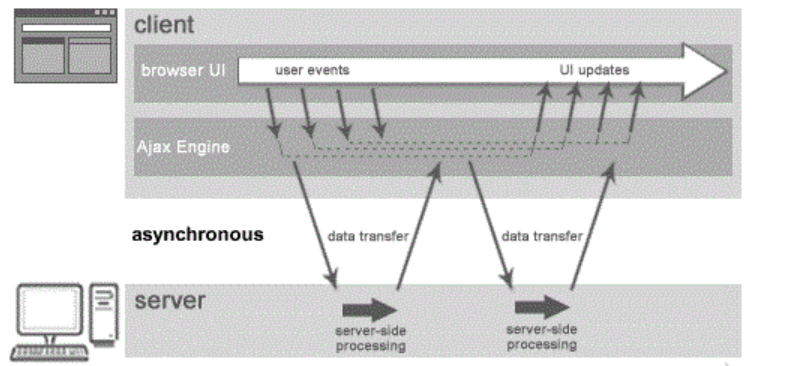 client
browser UI
user events
UI updates
Ajax Engine
asynchronous
data transfer
data transfer
server
server-side
processing
server-side
processing